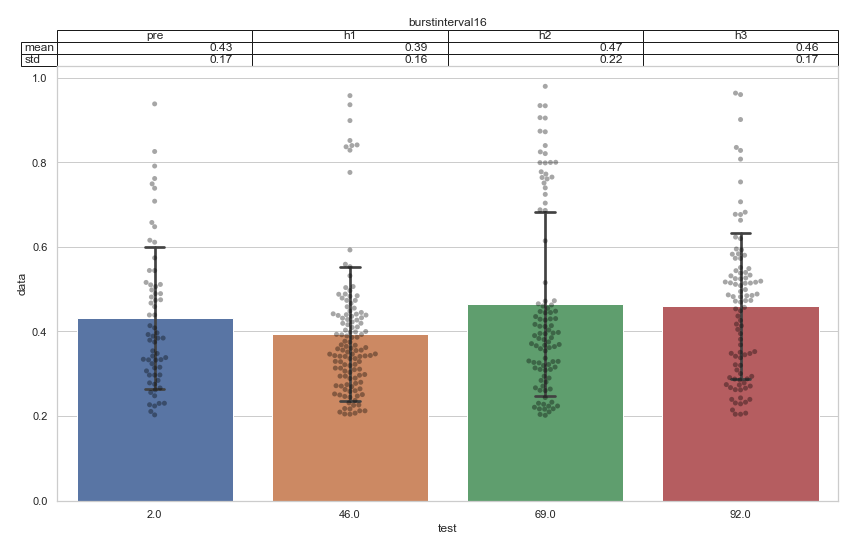 burstinterval16
pre h1 h2 h3
mean 0.43 0.39 0.47 0.46
std 0.17 0.16 0.22 0.17
1.0
0.8
0.6
0.4
0.2
0.0
data
2.0 46.0 69.0 92.0
test